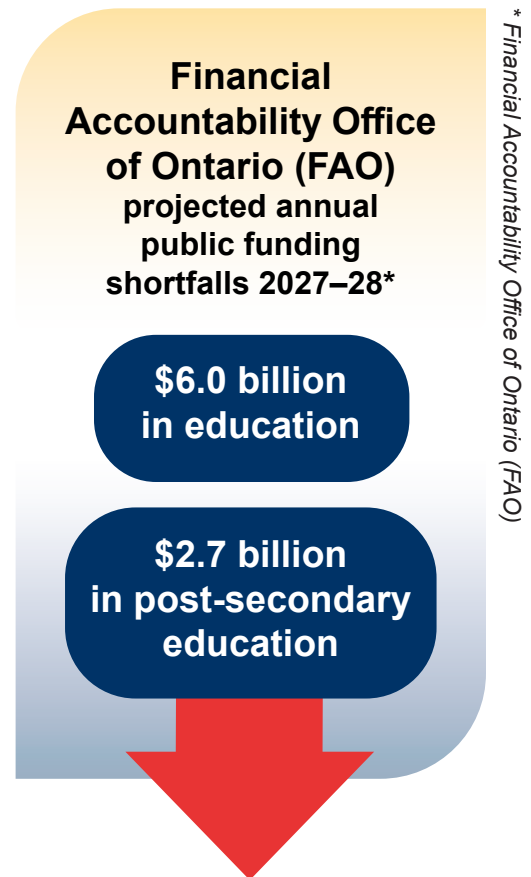 Financial
Accountability Office
of Ontario (FAO)
projected annual
public funding
shortfalls 2027–28*
$6.0 billion
in education
$2.7 billion
in post-secondary
education
* Financial Accountability Office of Ontario (FAO)